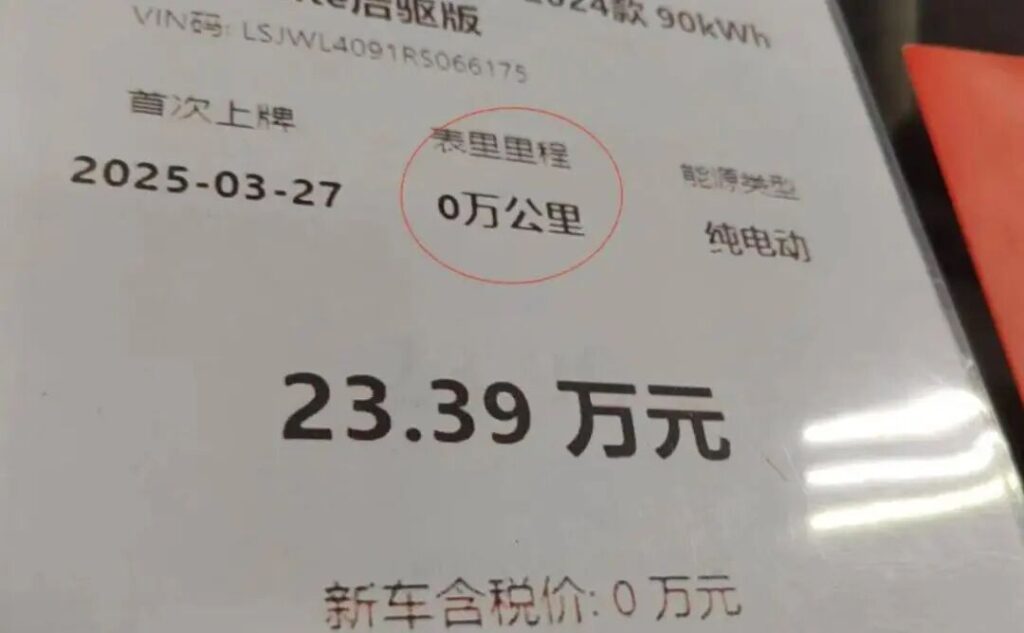 后驱版 2024款 90kWh
VIN码: LSJWL4091RS066175
首次上牌 表里里程 能源类型
2025-03-27 0万公里 纯电动
23.39 万元
新车含税价: 0 万元